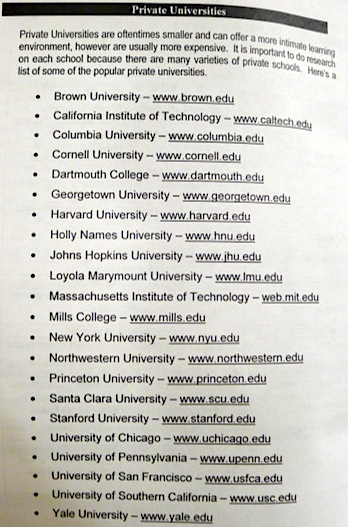 Private Universities
Private Universities are oftentimes smaller and can offer a more intimate learning
environment, however are usually more expensive. It is important to do research
on each school because there are many varieties of private schools. Here's a
list of some of the popular private universities.
• Brown University – www.brown.edu
• California Institute of Technology – www.caltech.edu
• Columbia University – www.columbia.edu
• Cornell University – www.cornell.edu
• Dartmouth College – www.dartmouth.edu
• Georgetown University – www.georgetown.edu
• Harvard University – www.harvard.edu
• Holly Names University – www.hnu.edu
• Johns Hopkins University – www.jhu.edu
• Loyola Marymount University – www.lmu.edu
• Massachusetts Institute of Technology – web.mit.edu
• Mills College – www.mills.edu
• New York University – www.nyu.edu
• Northwestern University – www.northwestern.edu
• Princeton University – www.princeton.edu
• Santa Clara University – www.scu.edu
• Stanford University – www.stanford.edu
• University of Chicago – www.uchicago.edu
• University of Pennsylvania – www.upenn.edu
• University of San Francisco – www.usfca.edu
• University of Southern California – www.usc.edu
• Yale University – www.yale.edu